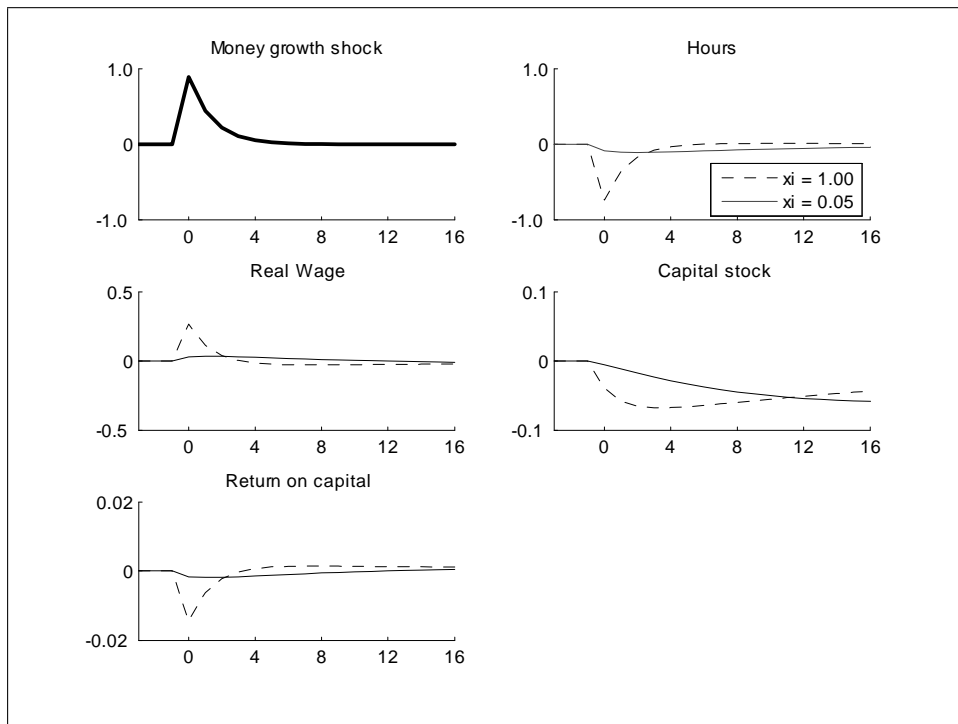 Money growth shock
1.0
0
-1.0
0 4 8 12 16
Hours
1.0
0
-1.0
0 4 8 12 16
xi = 1.00
xi = 0.05
Real Wage
0.5
0
-0.5
0 4 8 12 16
Capital stock
0.1
0
-0.1
0 4 8 12 16
Return on capital
0.02
0
-0.02
0 4 8 12 16